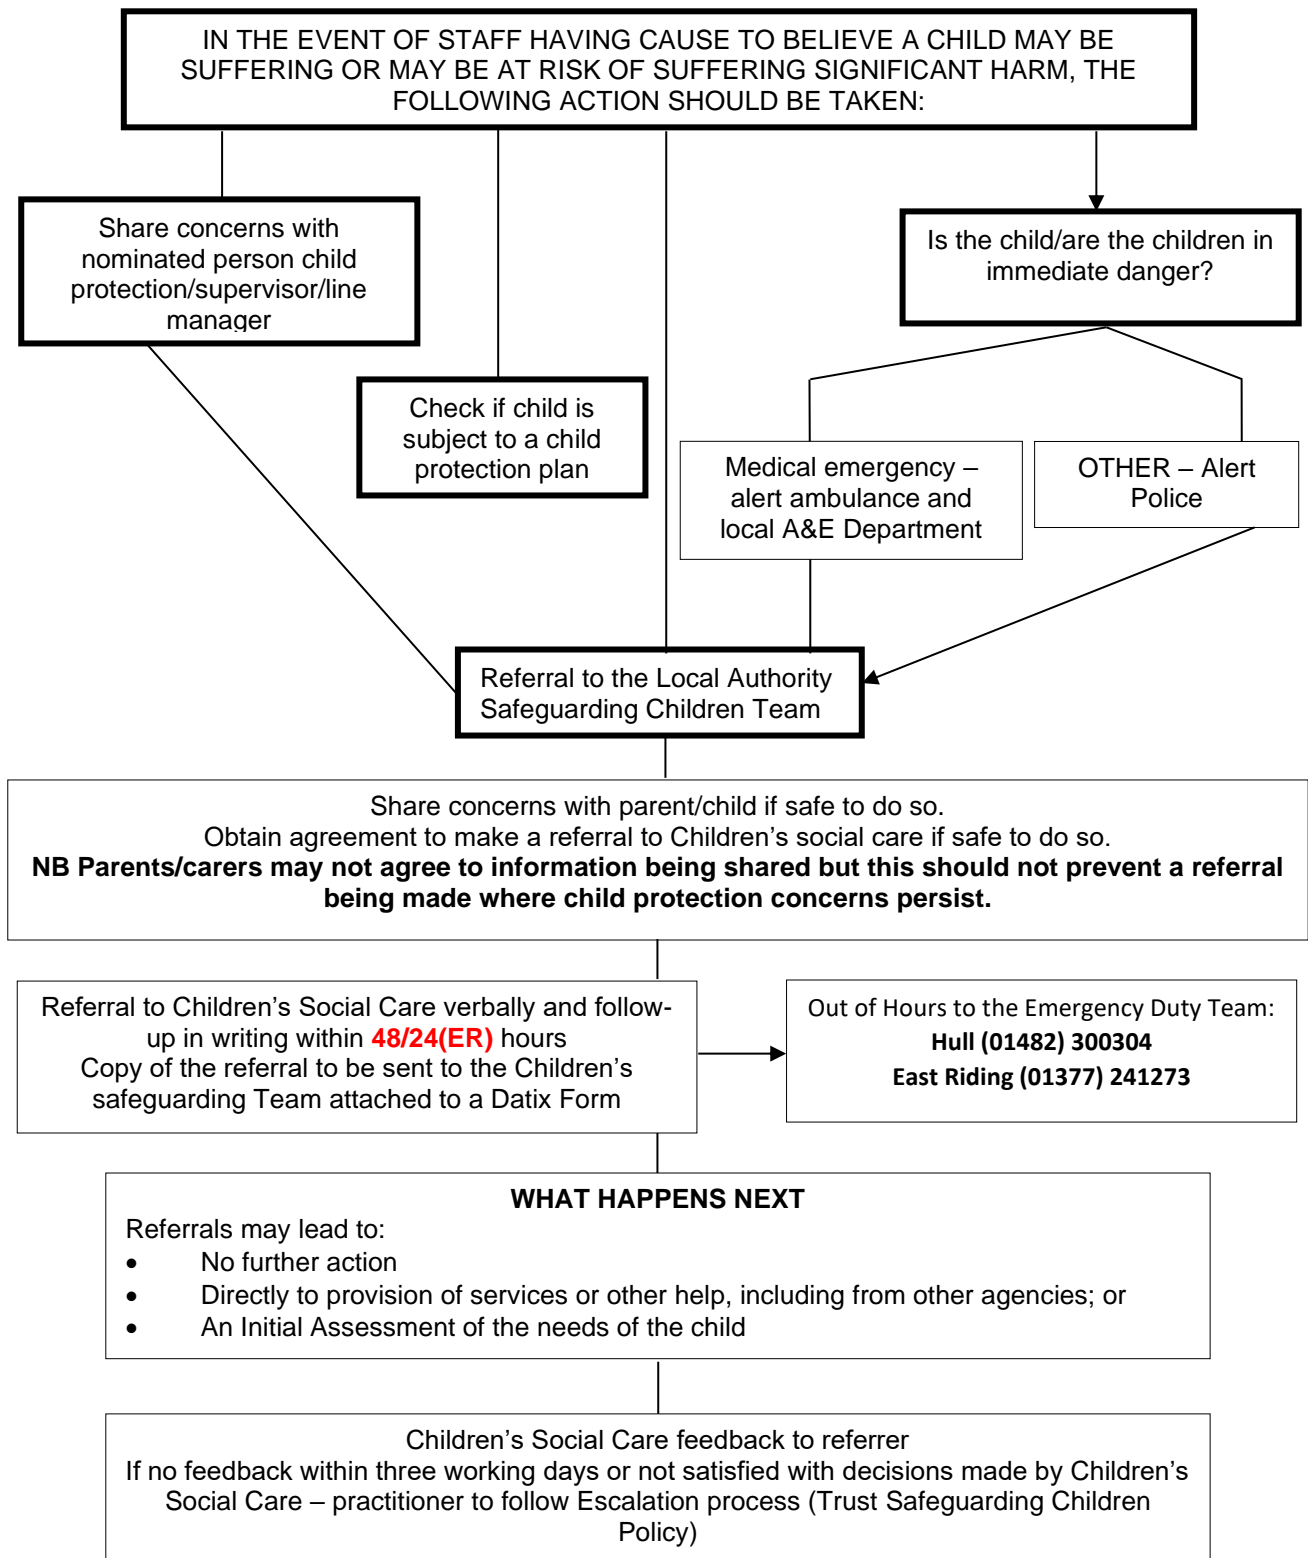 IN THE EVENT OF STAFF HAVING CAUSE TO BELIEVE A CHILD MAY BE
SUFFERING OR MAY BE AT RISK OF SUFFERING SIGNIFICANT HARM, THE
FOLLOWING ACTION SHOULD BE TAKEN:
Share concerns with
nominated person child
protection/supervisor/line
manager
Is the child/are the children in
immediate danger?
Check if child is
subject to a child
protection plan
Medical emergency –
alert ambulance and
local A&E Department
OTHER – Alert
Police
Referral to the Local Authority
Safeguarding Children Team
Share concerns with parent/child if safe to do so.
Obtain agreement to make a referral to Children’s social care if safe to do so.
NB Parents/carers may not agree to information being shared but this should not prevent a referral
being made where child protection concerns persist.
Referral to Children’s Social Care verbally and follow-
up in writing within 48/24(ER) hours
Copy of the referral to be sent to the Children’s
safeguarding Team attached to a Datix Form
Out of Hours to the Emergency Duty Team:
Hull (01482) 300304
East Riding (01377) 241273
WHAT HAPPENS NEXT
Referrals may lead to:
• No further action
• Directly to provision of services or other help, including from other agencies; or
• An Initial Assessment of the needs of the child
Children’s Social Care feedback to referrer
If no feedback within three working days or not satisfied with decisions made by Children’s
Social Care – practitioner to follow Escalation process (Trust Safeguarding Children
Policy)